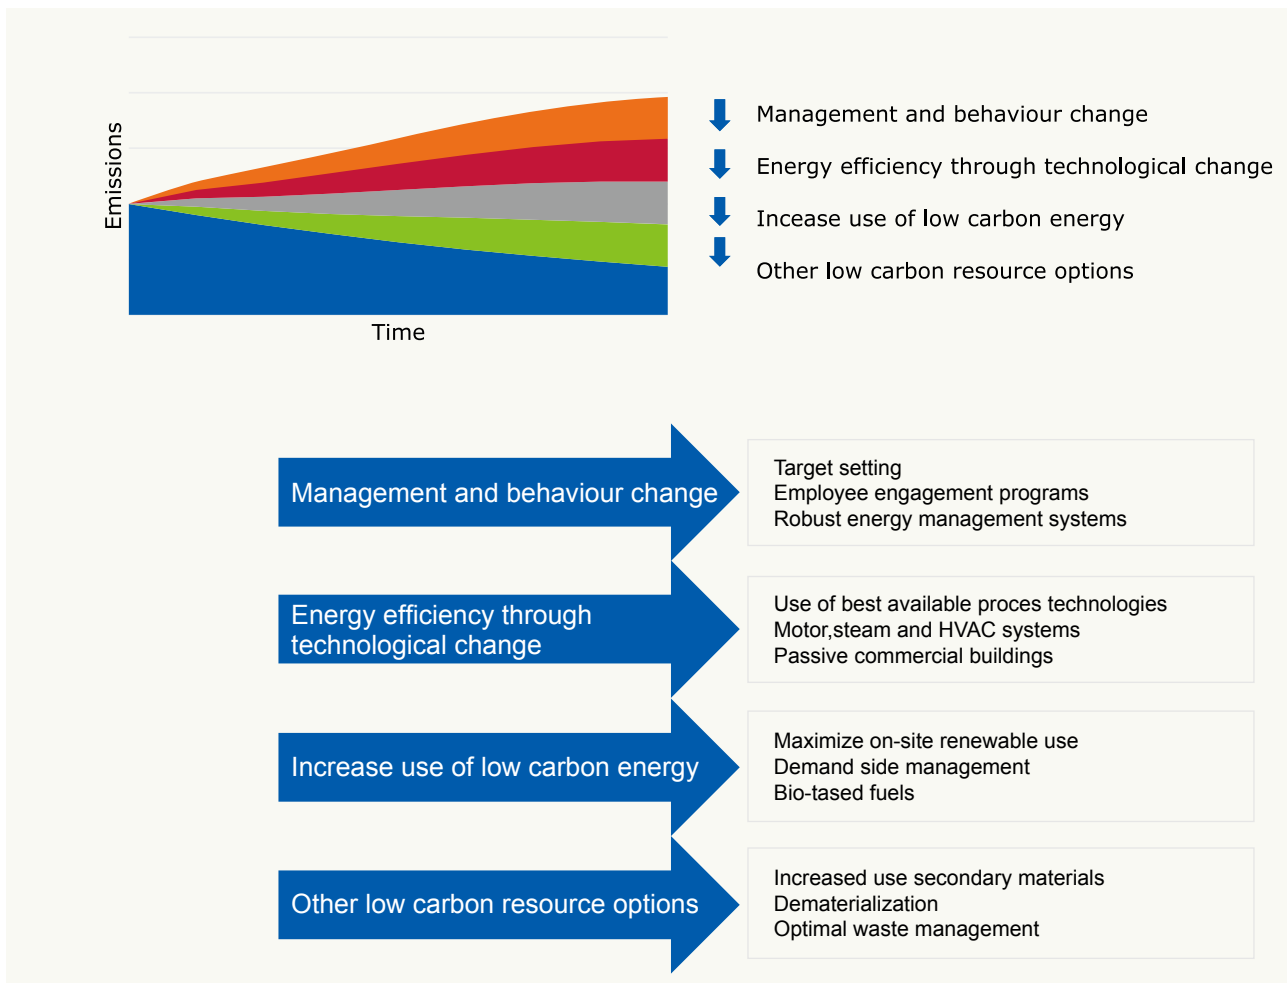 Emissions
Time
Management and behaviour change
Energy efficiency through technological change
Incease use of low carbon energy
Other low carbon resource options
Management and behaviour change
Target setting
Employee engagement programs
Robust energy management systems
Energy efficiency through
technological change
Use of best available proces technologies
Motor,steam and HVAC systems
Passive commercial buildings
Increase use of low carbon energy
Maximize on-site renewable use
Demand side management
Bio-tased fuels
Other low carbon resource options
Increased use secondary materials
Dematerialization
Optimal waste management